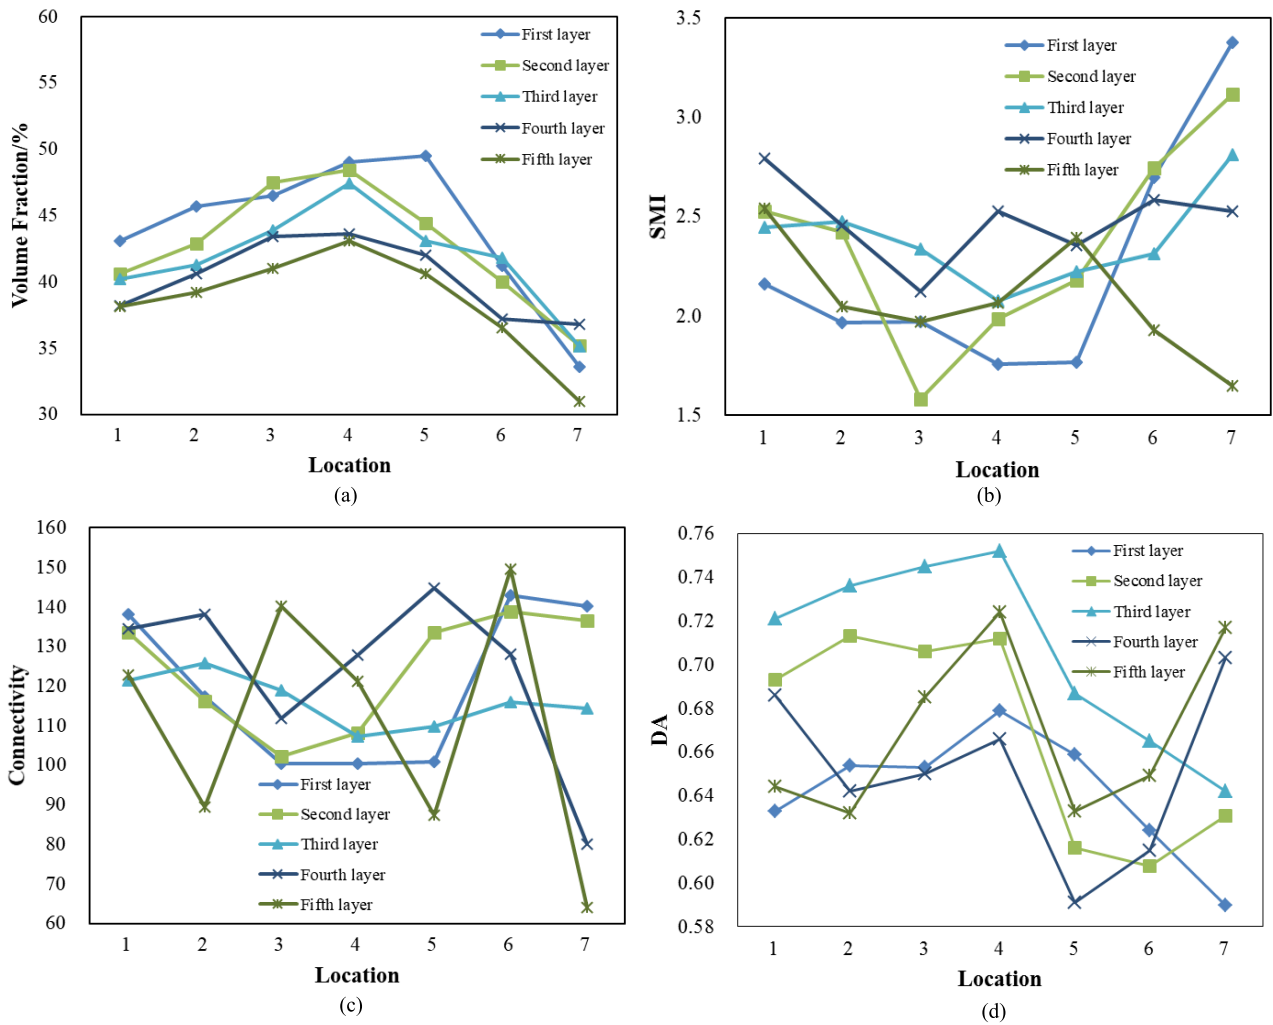 60
55
50
45
40
35
30
Volume Fraction/%
First layer
Second layer
Third layer
Fourth layer
Fifth layer
1 2 3 4 5 6 7
Location
(a)
3.5
3.0
2.5
2.0
1.5
SMI
First layer
Second layer
Third layer
Fourth layer
Fifth layer
1 2 3 4 5 6 7
Location
(b)
160
150
140
130
120
110
100
90
80
70
60
Connectivity
First layer
Second layer
Third layer
Fourth layer
Fifth layer
1 2 3 4 5 6 7
Location
(c)
0.76
0.74
0.72
0.70
0.68
0.66
0.64
0.62
0.60
0.58
DA
First layer
Second layer
Third layer
Fourth layer
Fifth layer
1 2 3 4 5 6 7
Location
(d)